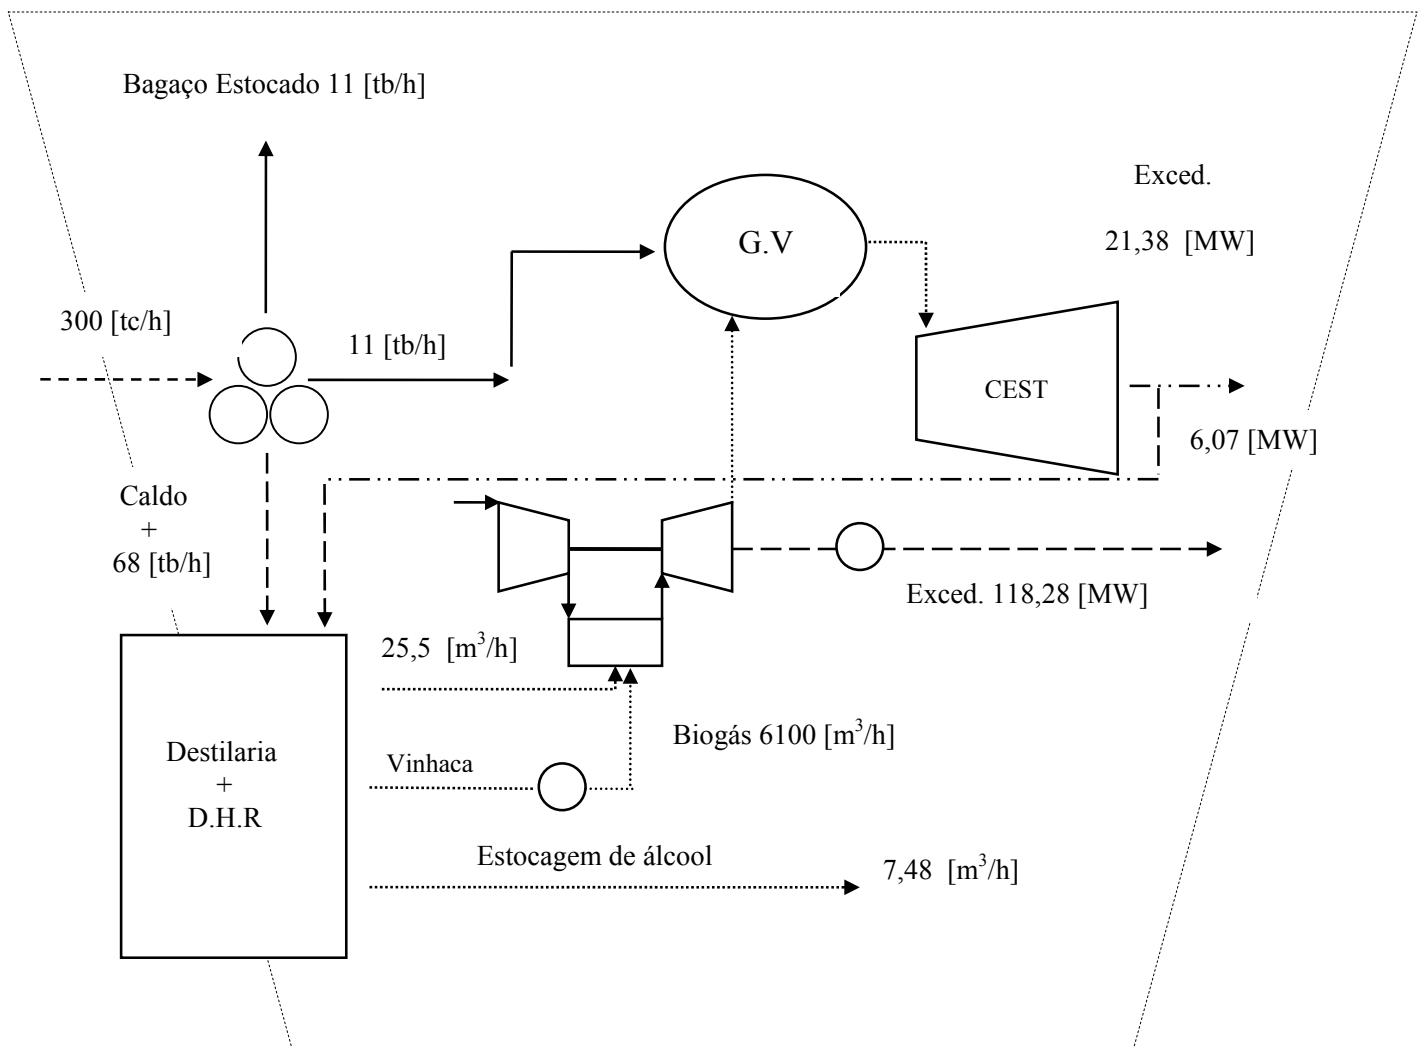 Bagaço Estocado 11 [tb/h]
Exced.
21,38 [MW]
G.V
300 [tc/h]
11 [tb/h]
CEST
6,07 [MW]
Caldo
+
68 [tb/h]
Exced. 118,28 [MW]
25,5 [m³/h]
Biogás 6100 [m³/h]
Destilaria
+
D.H.R
Vinhaca
Estocagem de álcool
7,48 [m³/h]